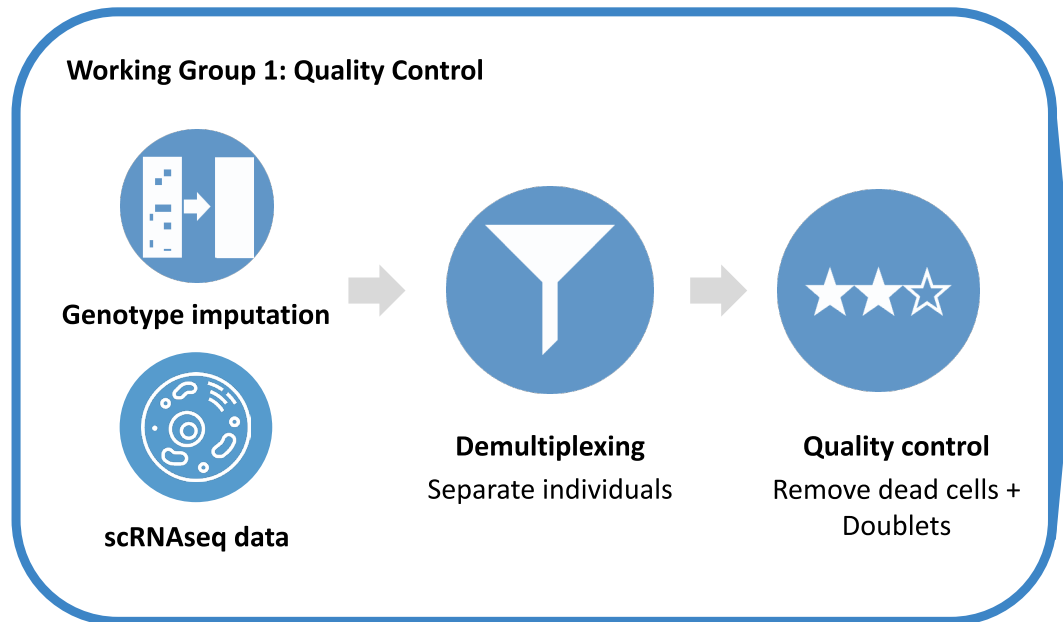 Working Group 1: Quality Control
Genotype imputation
scRNAseq data
Demultiplexing
Separate individuals
Quality control
Remove dead cells +
Doublets